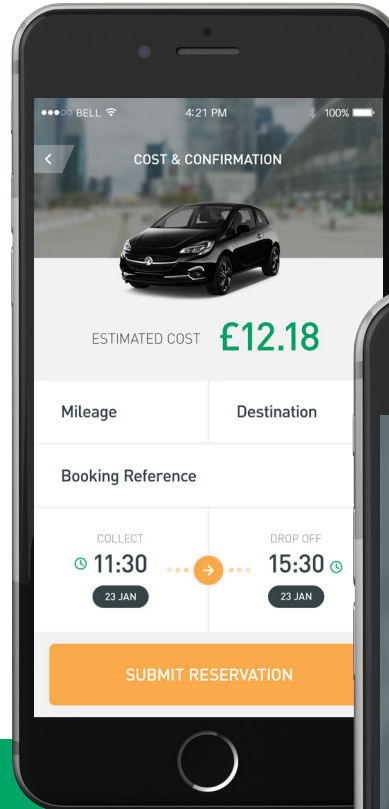 BELL 4:21 PM 100%
COST & CONFIRMATION
ESTIMATED COST £12.18
Mileage Destination
Booking Reference
COLLECT DROP OFF
11:30 15:30
23 JAN 23 JAN
SUBMIT RESERVATION